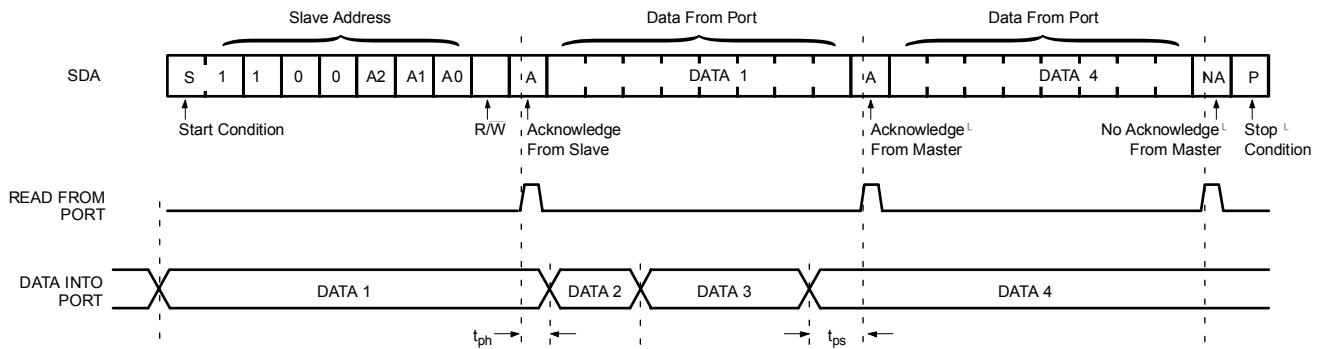 Slave Address Data From Port Data From Port
SDA S 1 1 0 0 A2 A1 A0 A DATA 1 A DATA 4 NA P
Start Condition R/W̅ Acknowledge From Slave Acknowledge From Master No Acknowledge From Master Stop Condition
READ FROM
PORT
DATA INTO
PORT
DATA 1 DATA 2 DATA 3 DATA 4
tph tps